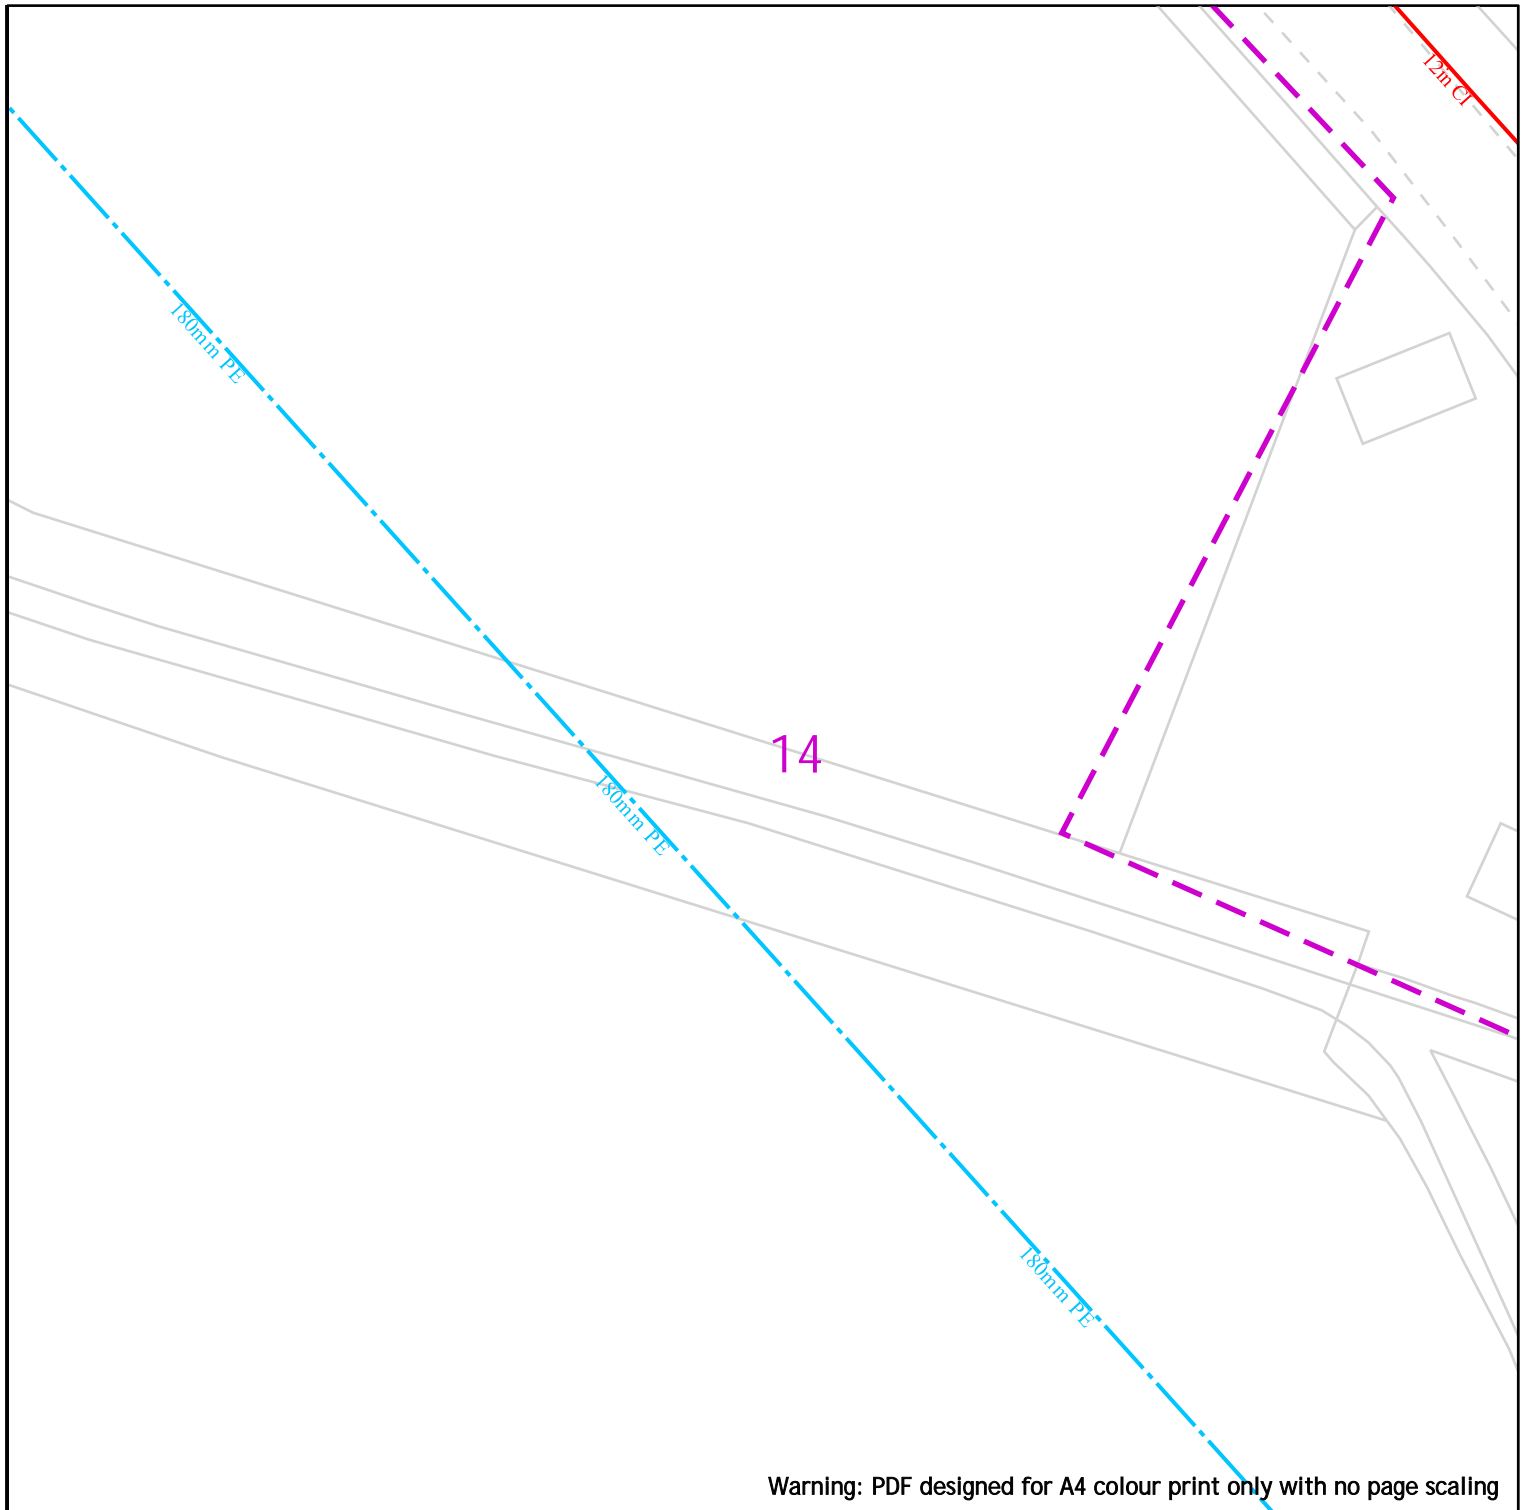 12in CI
180mm PE
14
180mm PE
180mm PE
Warning: PDF designed for A4 colour print only with no page scaling